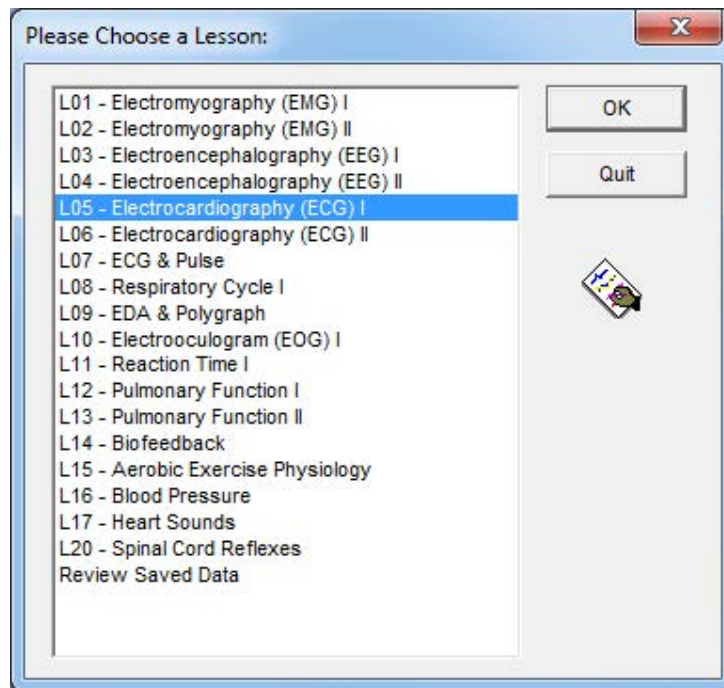 Please Choose a Lesson:
L01 - Electromyography (EMG) I
L02 - Electromyography (EMG) II
L03 - Electroencephalography (EEG) I
L04 - Electroencephalography (EEG) II
L05 - Electrocardiography (ECG) I
L06 - Electrocardiography (ECG) II
L07 - ECG & Pulse
L08 - Respiratory Cycle I
L09 - EDA & Polygraph
L10 - Electrooculogram (EOG) I
L11 - Reaction Time I
L12 - Pulmonary Function I
L13 - Pulmonary Function II
L14 - Biofeedback
L15 - Aerobic Exercise Physiology
L16 - Blood Pressure
L17 - Heart Sounds
L20 - Spinal Cord Reflexes
Review Saved Data
OK
Quit